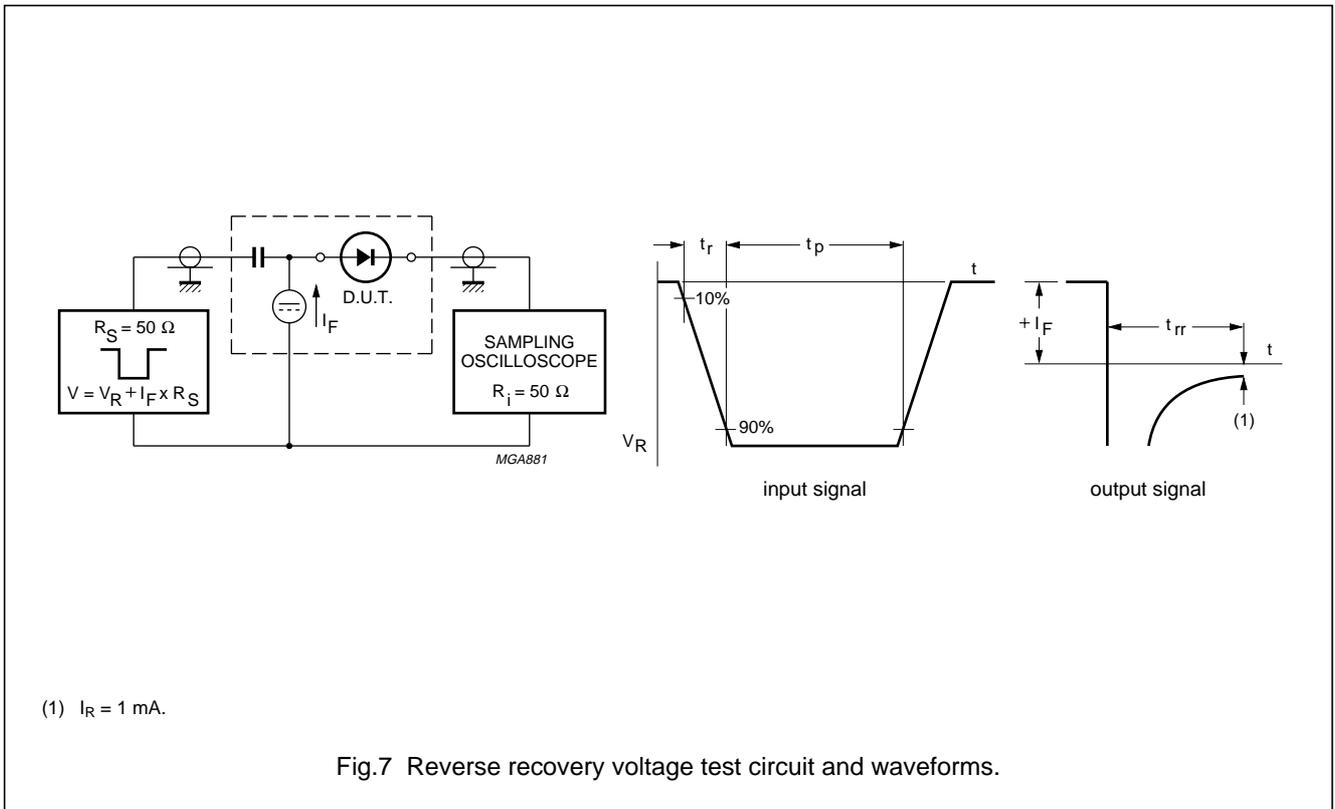 D.U.T.
I_F
R_S = 50 Ω
V = V_R + I_F x R_S
SAMPLING
OSCILLOSCOPE
R_i = 50 Ω
MGA881
t_r
t_p
t
10%
90%
V_R
input signal
+ I_F
t_rr
t
(1)
output signal
(1) I_R = 1 mA.
Fig.7 Reverse recovery voltage test circuit and waveforms.